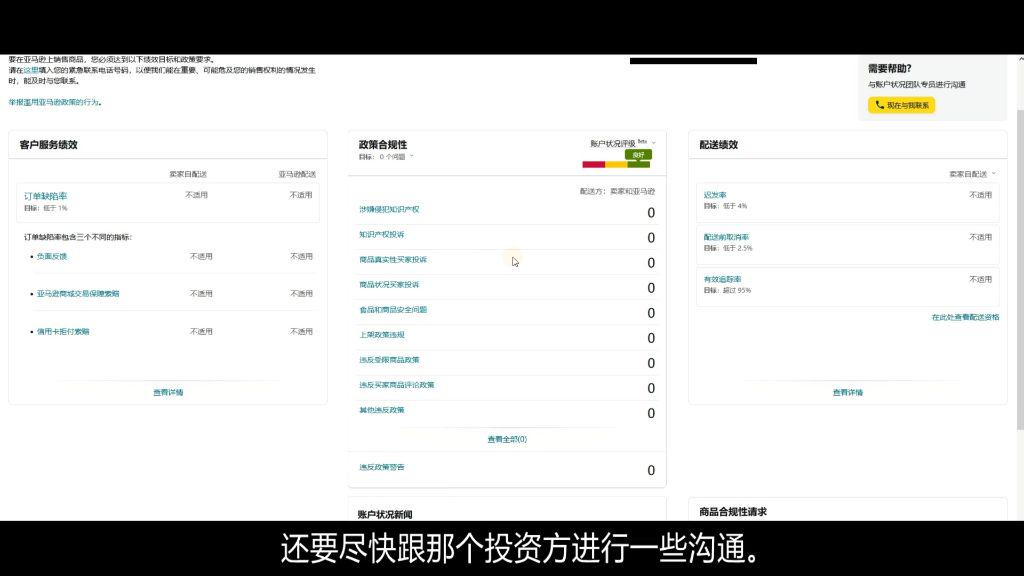 要在亚马逊上销售商品，您必须达到以下绩效目标和政策要求。
请在这里填入您的紧急联系电话号码，以便我们能在重要、可能危及您的销售权利的情况发生
时，能及时与您联系。
举报滥用亚马逊政策的行为。
需要帮助?
与账户状况团队专员进行沟通
现在与我联系
客户服务绩效
卖家自配送
亚马逊配送
订单缺陷率
不适用
不适用
目标：低于 1%
订单缺陷率包含三个不同的指标:
负面反馈
不适用
不适用
亚马逊商城交易保障索赔
不适用
不适用
信用卡拒付索赔
不适用
不适用
查看详情
政策合规性
目标：0 个问题
账户状况评级 Beta
良好
配送方：卖家和亚马逊
涉嫌侵犯知识产权
0
知识产权投诉
0
商品真实性买家投诉
0
商品状况买家投诉
0
食品和商品安全问题
0
上架政策违规
0
违反受限商品政策
0
违反买家商品评论政策
0
其他违反政策
0
查看全部(0)
违反政策警告
0
账户状况新闻
配送绩效
卖家自配送
迟发率
不适用
目标：低于 4%
配送前取消率
不适用
目标：低于 2.5%
有效追踪率
不适用
目标：超过 95%
在此处查看配送资格
查看详情
商品合规性请求
还要尽快跟那个投资方进行一些沟通。